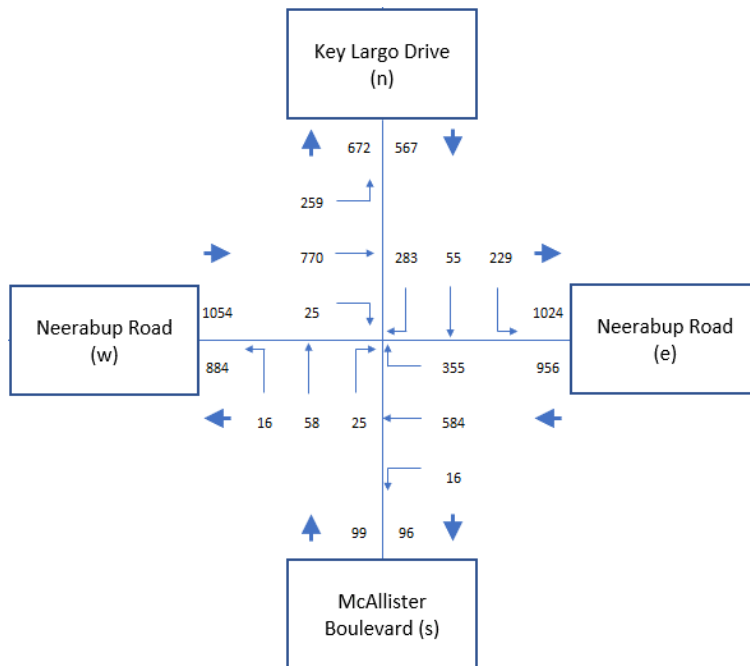 Key Largo Drive
(n)
672 567
259
770 283 55 229
1054 25 1024
Neerabup Road
(w)
Neerabup Road
(e)
884 355 956
16 58 25 584
16
99 96
McAllister
Boulevard (s)